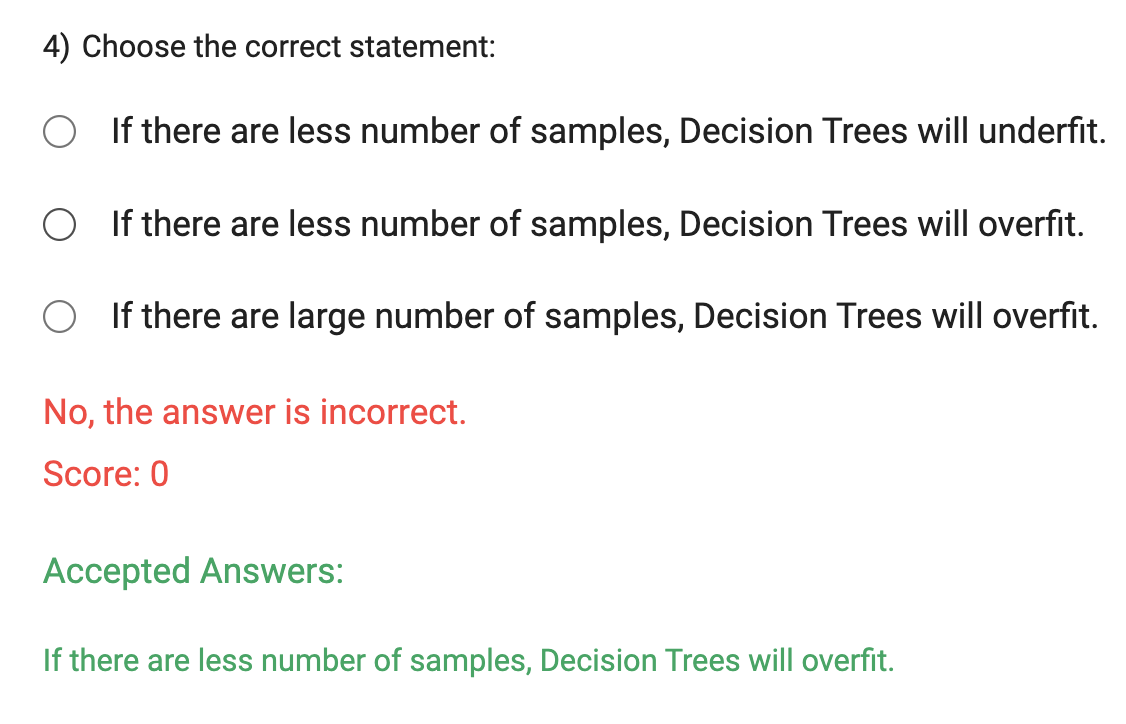 4) Choose the correct statement:
If there are less number of samples, Decision Trees will underfit.
If there are less number of samples, Decision Trees will overfit.
If there are large number of samples, Decision Trees will overfit.
No, the answer is incorrect.
Score: 0
Accepted Answers:
If there are less number of samples, Decision Trees will overfit.